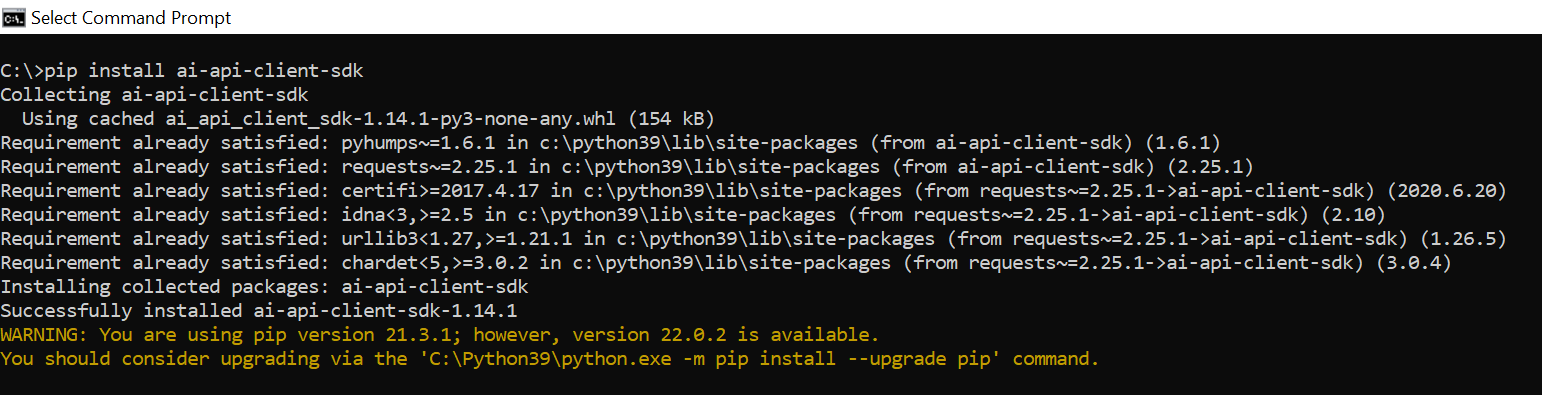 Select Command Prompt
C:\>pip install ai-api-client-sdk
Collecting ai-api-client-sdk
  Using cached ai_api_client_sdk-1.14.1-py3-none-any.whl (154 kB)
Requirement already satisfied: pyhumps~=1.6.1 in c:\python39\lib\site-packages (from ai-api-client-sdk) (1.6.1)
Requirement already satisfied: requests~=2.25.1 in c:\python39\lib\site-packages (from ai-api-client-sdk) (2.25.1)
Requirement already satisfied: certifi>=2017.4.17 in c:\python39\lib\site-packages (from requests~=2.25.1->ai-api-client-sdk) (2020.6.20)
Requirement already satisfied: idna<3,>=2.5 in c:\python39\lib\site-packages (from requests~=2.25.1->ai-api-client-sdk) (2.10)
Requirement already satisfied: urllib3<1.27,>=1.21.1 in c:\python39\lib\site-packages (from requests~=2.25.1->ai-api-client-sdk) (1.26.5)
Requirement already satisfied: chardet<5,>=3.0.2 in c:\python39\lib\site-packages (from requests~=2.25.1->ai-api-client-sdk) (3.0.4)
Installing collected packages: ai-api-client-sdk
Successfully installed ai-api-client-sdk-1.14.1
WARNING: You are using pip version 21.3.1; however, version 22.0.2 is available.
You should consider upgrading via the 'C:\Python39\python.exe -m pip install --upgrade pip' command.